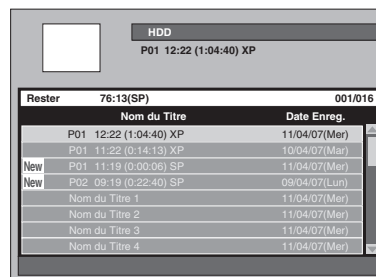 HDD
P01 12:22 (1:04:40) XP
Rester 76:13(SP) 001/016
Nom du Titre Date Enreg.
P01 12:22 (1:04:40) XP 11/04/07(Mer)
P01 11:22 (0:14:13) XP 10/04/07(Mar)
New P01 11:19 (0:00:06) SP 11/04/07(Mer)
New P02 09:19 (0:22:40) SP 09/04/07(Lun)
Nom du Titre 1 11/04/07(Mer)
Nom du Titre 2 11/04/07(Mer)
Nom du Titre 3 11/04/07(Mer)
Nom du Titre 4 11/04/07(Mer)